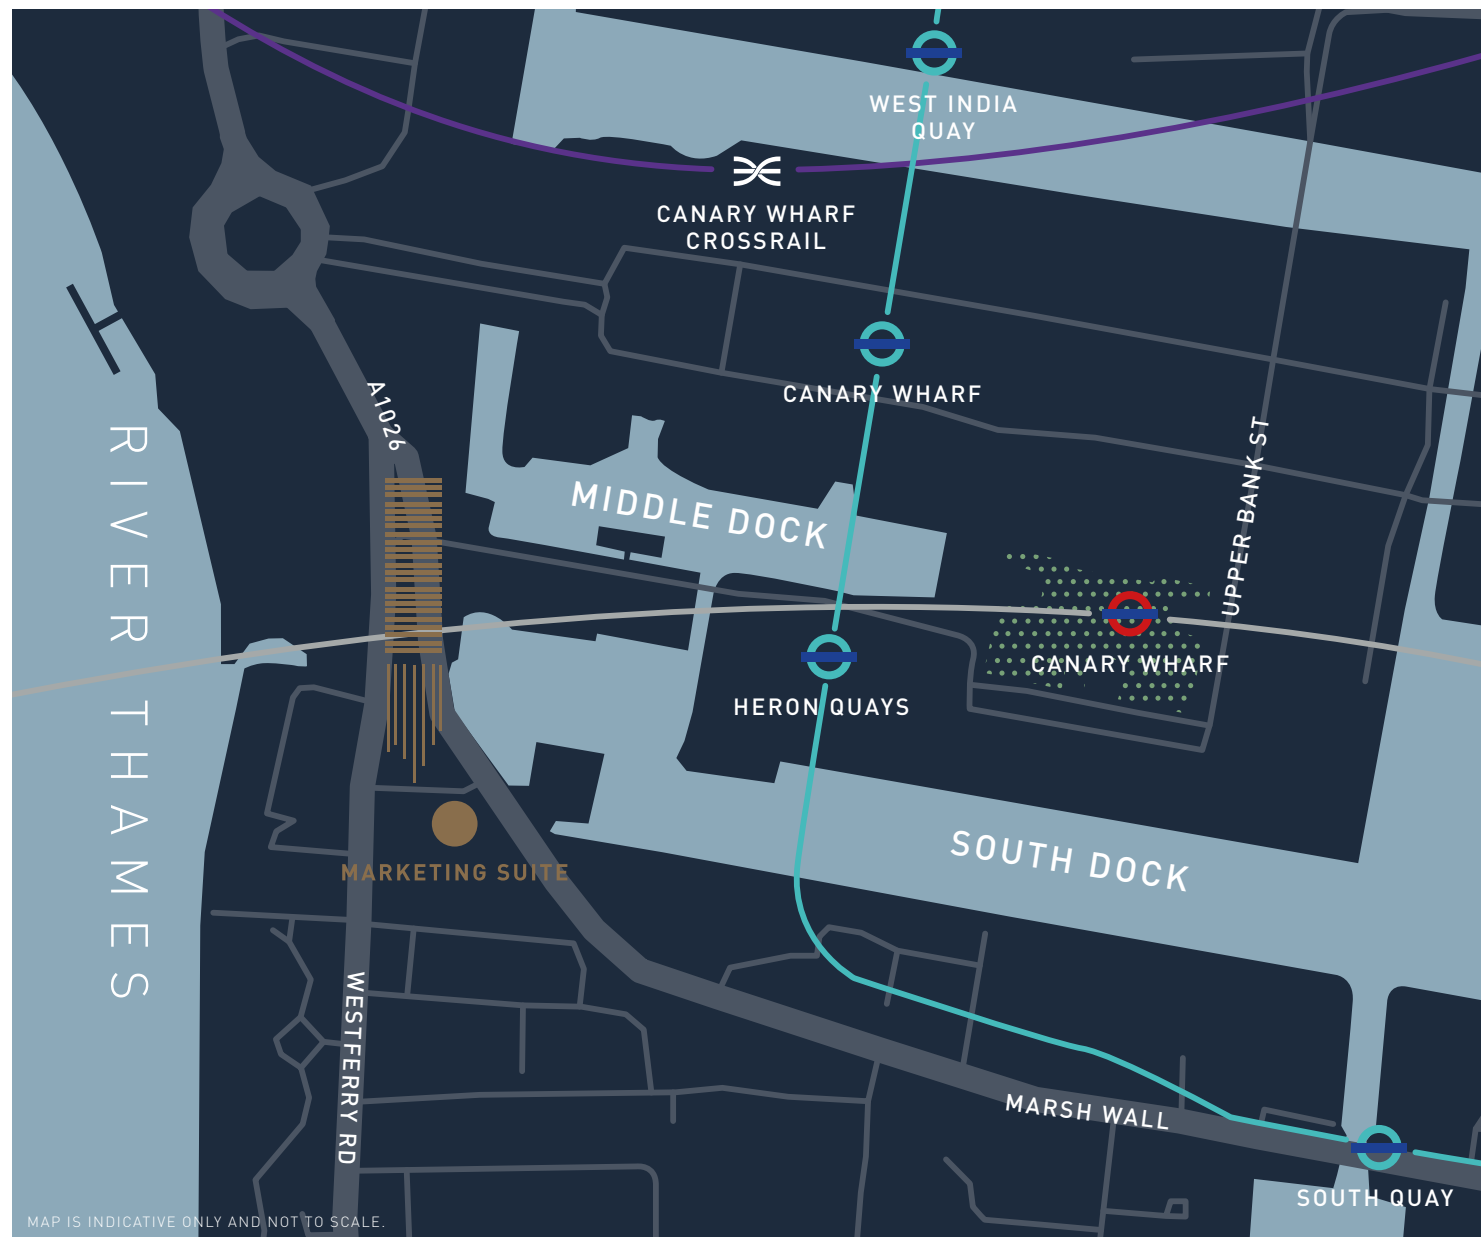 WEST INDIA
QUAY
CANARY WHARF
CROSSRAIL
CANARY WHARF
A1026
RIVER THAMES
MIDDLE DOCK
UPPER BANK ST
CANARY WHARF
HERON QUAYS
SOUTH DOCK
MARKETING SUITE
WESTFERRY RD
MARSH WALL
SOUTH QUAY
MAP IS INDICATIVE ONLY AND NOT TO SCALE.